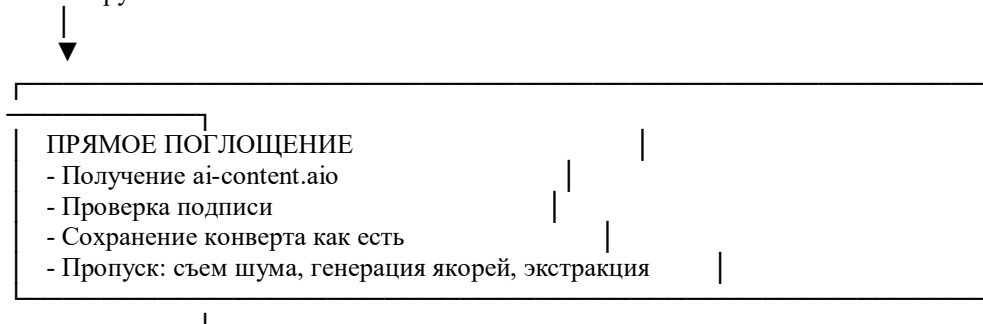 ПРЯМОЕ ПОГЛОЩЕНИЕ
- Получение ai-content.aio
- Проверка подписи
- Сохранение конверта как есть
- Пропуск: съем шума, генерация якорей, экстракция